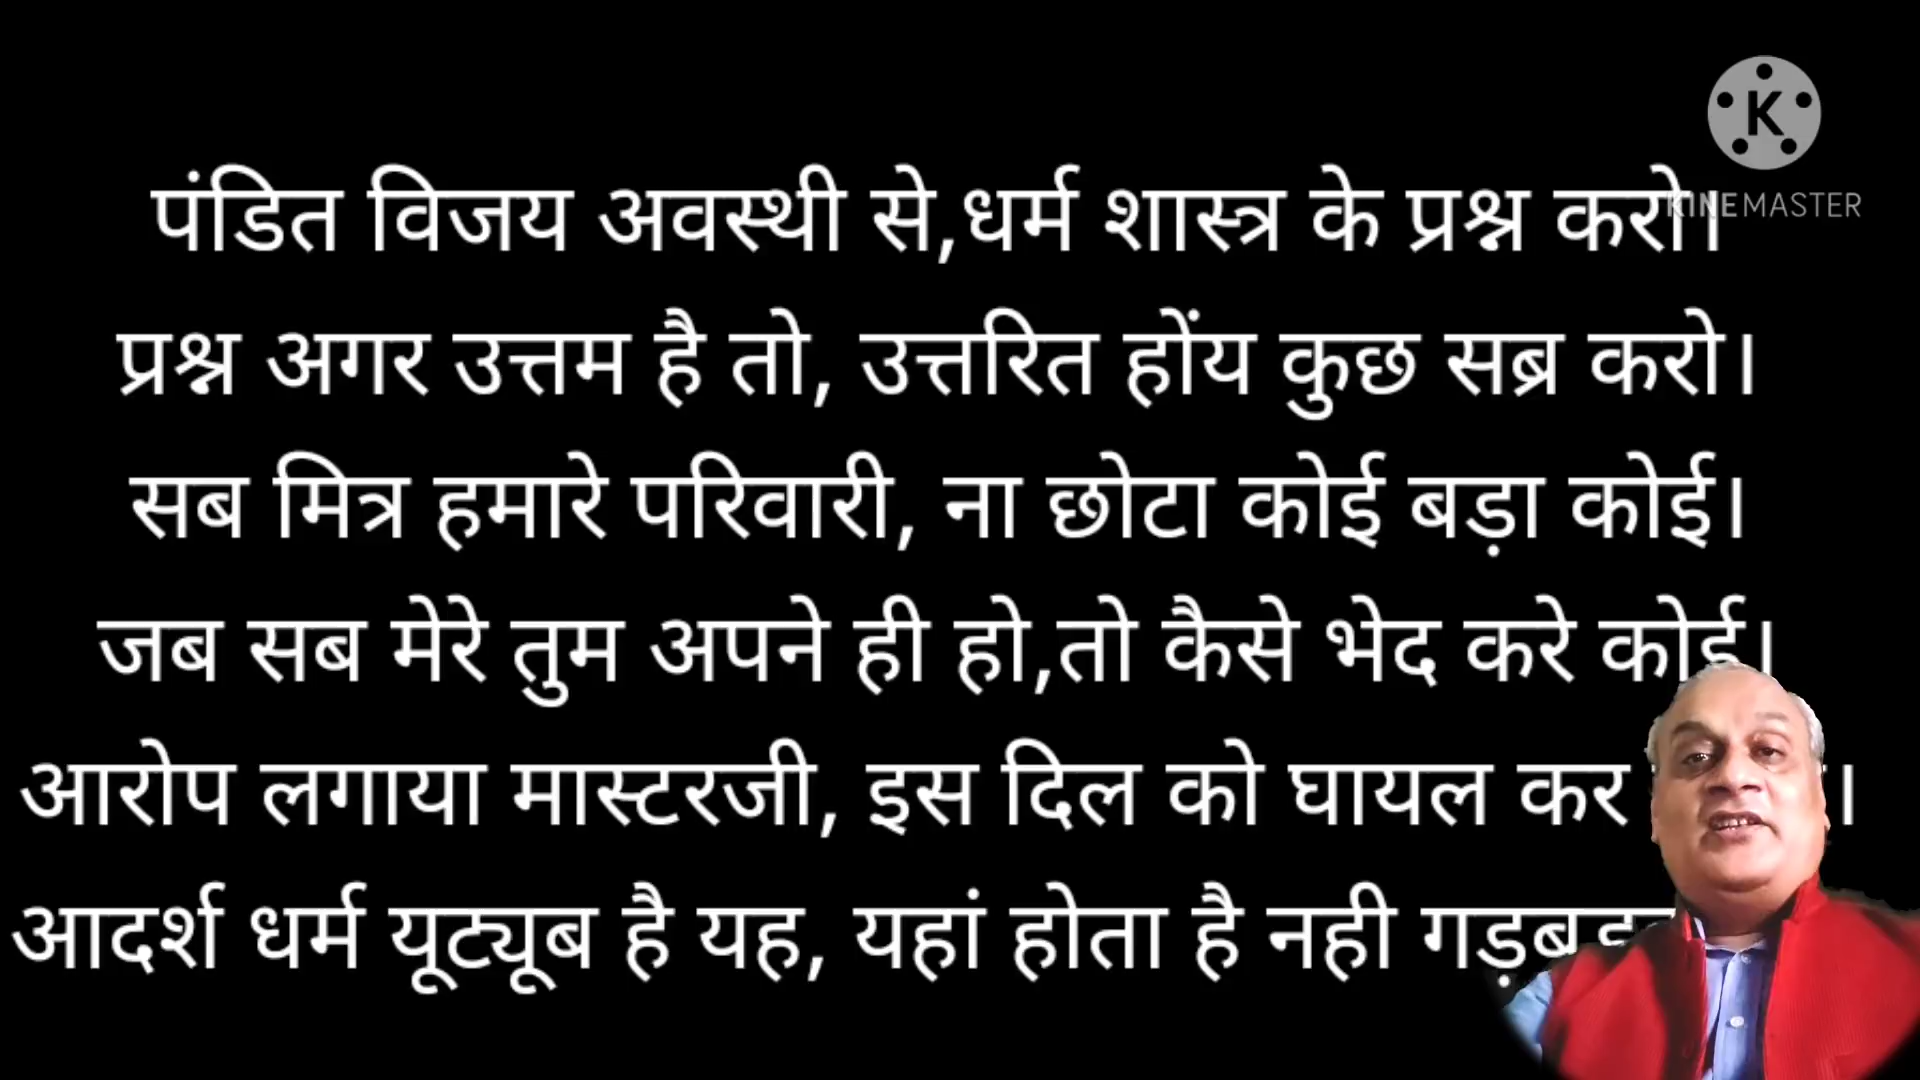 K
KINEMASTER
पंडित विजय अवस्थी से,धर्म शास्त्र के प्रश्न करो।
प्रश्न अगर उत्तम है तो, उत्तरित होंय कुछ सब्र करो।
सब मित्र हमारे परिवारी, ना छोटा कोई बड़ा कोई।
जब सब मेरे तुम अपने ही हो,तो कैसे भेद करे कोई।
आरोप लगाया मास्टरजी, इस दिल को घायल कर ।
आदर्श धर्म यूट्यूब है यह, यहां होता है नही